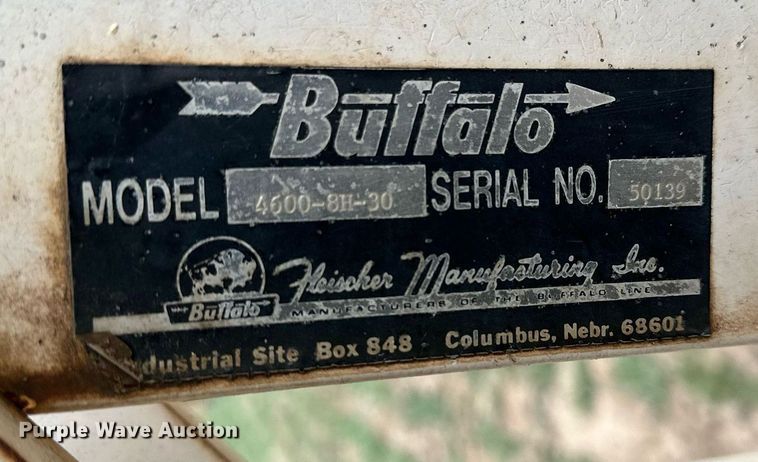 Buffalo
MODEL 4600-8H-30 SERIAL NO. 50139
Fleischer Manufacturing Inc.
Buffalo MANUFACTURERS OF THE BUFFALO LINE
dustrial Site Box 848 Columbus, Nebr. 68601
Purple Wave Auction